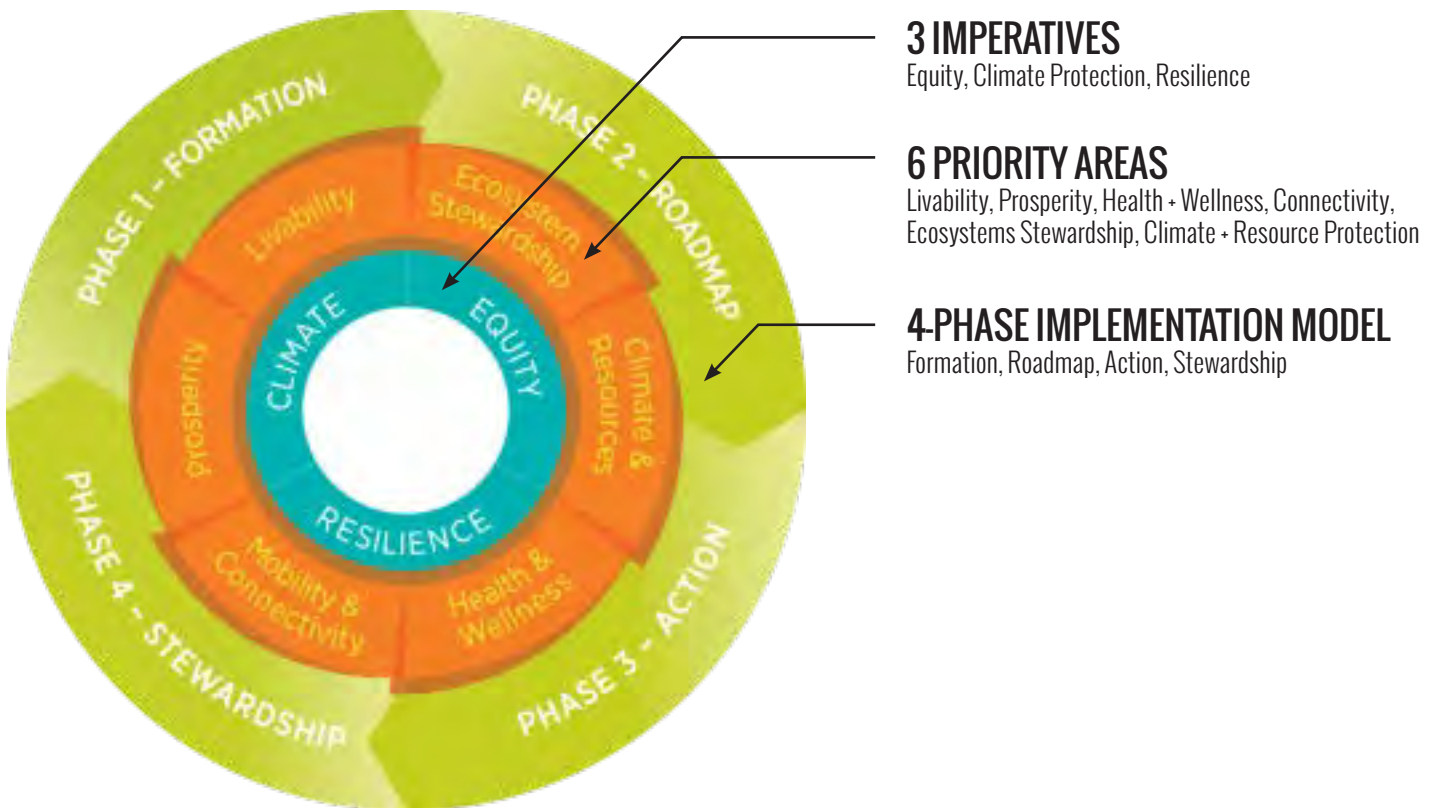 PHASE 1 - FORMATION
PHASE 2 - ROADMAP
PHASE 3 - ACTION
PHASE 4 - STEWARDSHIP
Livability
Ecosystem
Stewardship
Climate &
Resources
Health &
Wellness
Mobility &
Connectivity
prosperity
CLIMATE
EQUITY
RESILIENCE
3 IMPERATIVES
Equity, Climate Protection, Resilience
6 PRIORITY AREAS
Livability, Prosperity, Health + Wellness, Connectivity,
Ecosystems Stewardship, Climate + Resource Protection
4-PHASE IMPLEMENTATION MODEL
Formation, Roadmap, Action, Stewardship